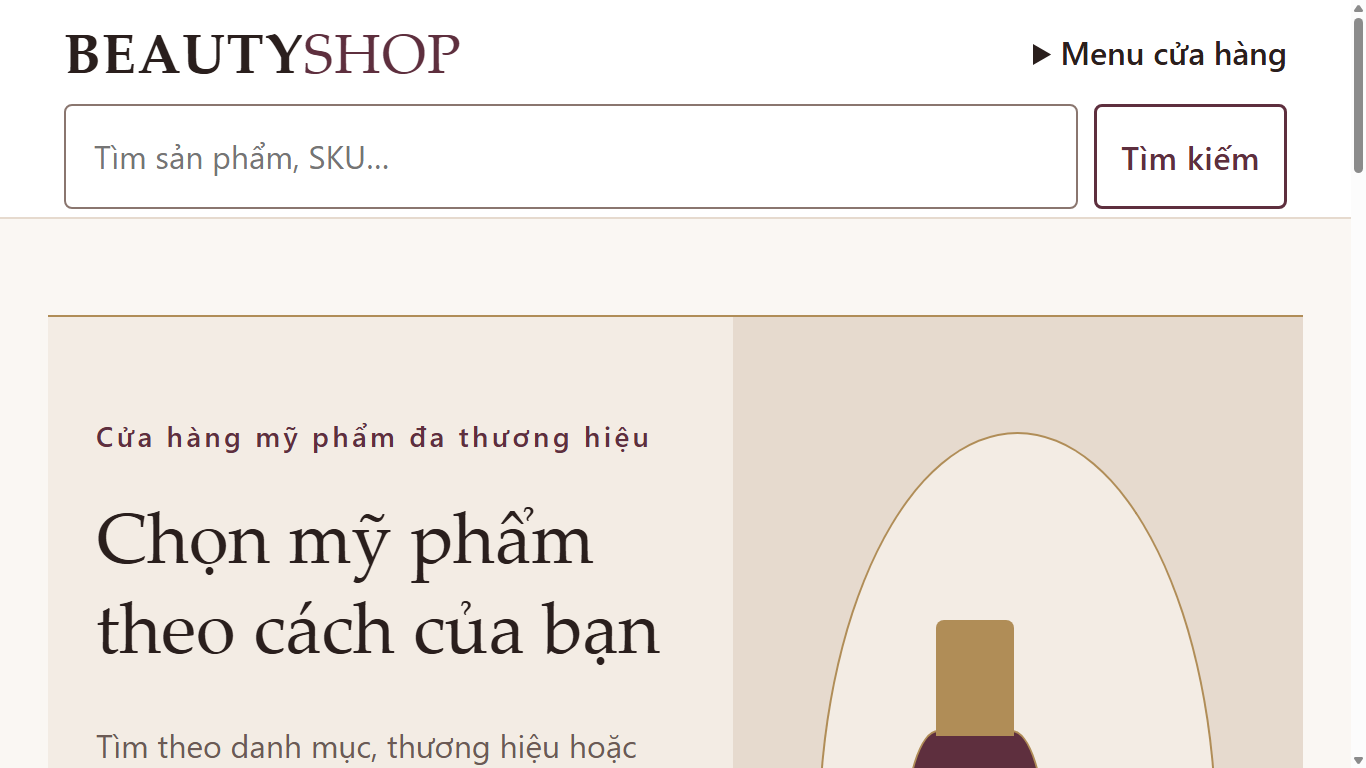 BEAUTYSHOP
Menu cửa hàng
Tìm sản phẩm, SKU...
Tìm kiếm
Cửa hàng mỹ phẩm đa thương hiệu
Chọn mỹ phẩm
theo cách của bạn
Tìm theo danh mục, thương hiệu hoặc